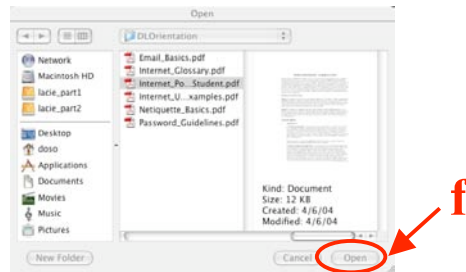 Open
DLOrientation
Network
Macintosh HD
lacie_part1
lacie_part2
Desktop
doso
Applications
Documents
Movies
Music
Pictures
Email_Basics.pdf
Internet_Glossary.pdf
Internet_Po...Student.pdf
Internet_U...xamples.pdf
Netiquette_Basics.pdf
Password_Guidelines.pdf
Kind: Document
Size: 12 KB
Created: 4/6/04
Modified: 4/6/04
f
New Folder
Cancel
Open